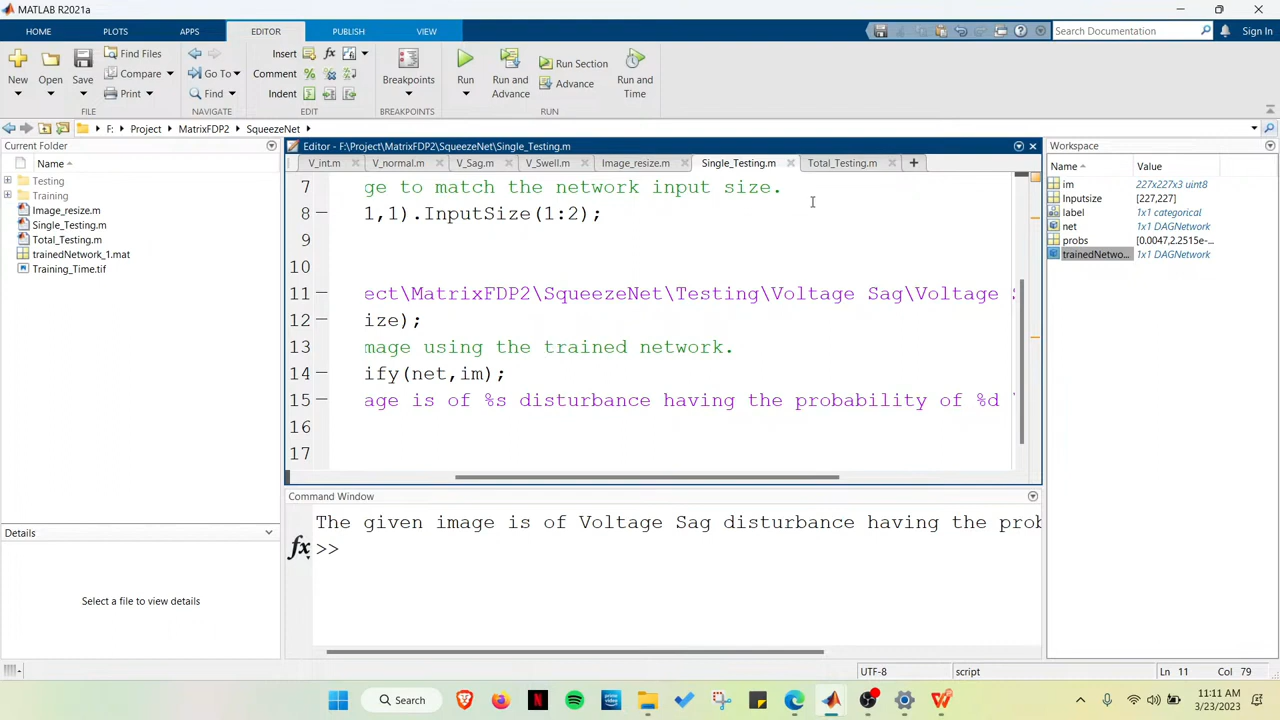 MATLAB R2021a
HOME PLOTS APPS EDITOR PUBLISH VIEW
Search Documentation
Sign In
New
Open
Save
Find Files
Compare
Print
FILE
Go To
Find
NAVIGATE
Insert
Comment
Indent
EDIT
Breakpoints
BREAKPOINTS
Run
Run and Advance
Run Section
Advance
Run and Time
RUN
F: Project MatrixFDP2 SqueezeNet
Current Folder
Name
Testing
Training
Image_resize.m
Single_Testing.m
Total_Testing.m
trainedNetwork_1.mat
Training_Time.tif
Details
Select a file to view details
Editor - F:\Project\MatrixFDP2\SqueezeNet\Single_Testing.m
V_int.m V_normal.m V_Sag.m V_Swell.m Image_resize.m Single_Testing.m Total_Testing.m
7 ge to match the network input size.
8 1,1).InputSize(1:2);
9
10
11 ect\MatrixFDP2\SqueezeNet\Testing\Voltage Sag\Voltage
12 ize);
13 mage using the trained network.
14 ify(net,im);
15 age is of %s disturbance having the probability of %d
16
17
Command Window
The given image is of Voltage Sag disturbance having the prob
fx >>
Workspace
Name Value
im 227x227x3 uint8
Inputsize [227,227]
label 1x1 categorical
net 1x1 DAGNetwork
probs [0.0047,2.2515e-...
trainedNetwo... 1x1 DAGNetwork
UTF-8 script Ln 11 Col 79
Search
11:11 AM
3/23/2023